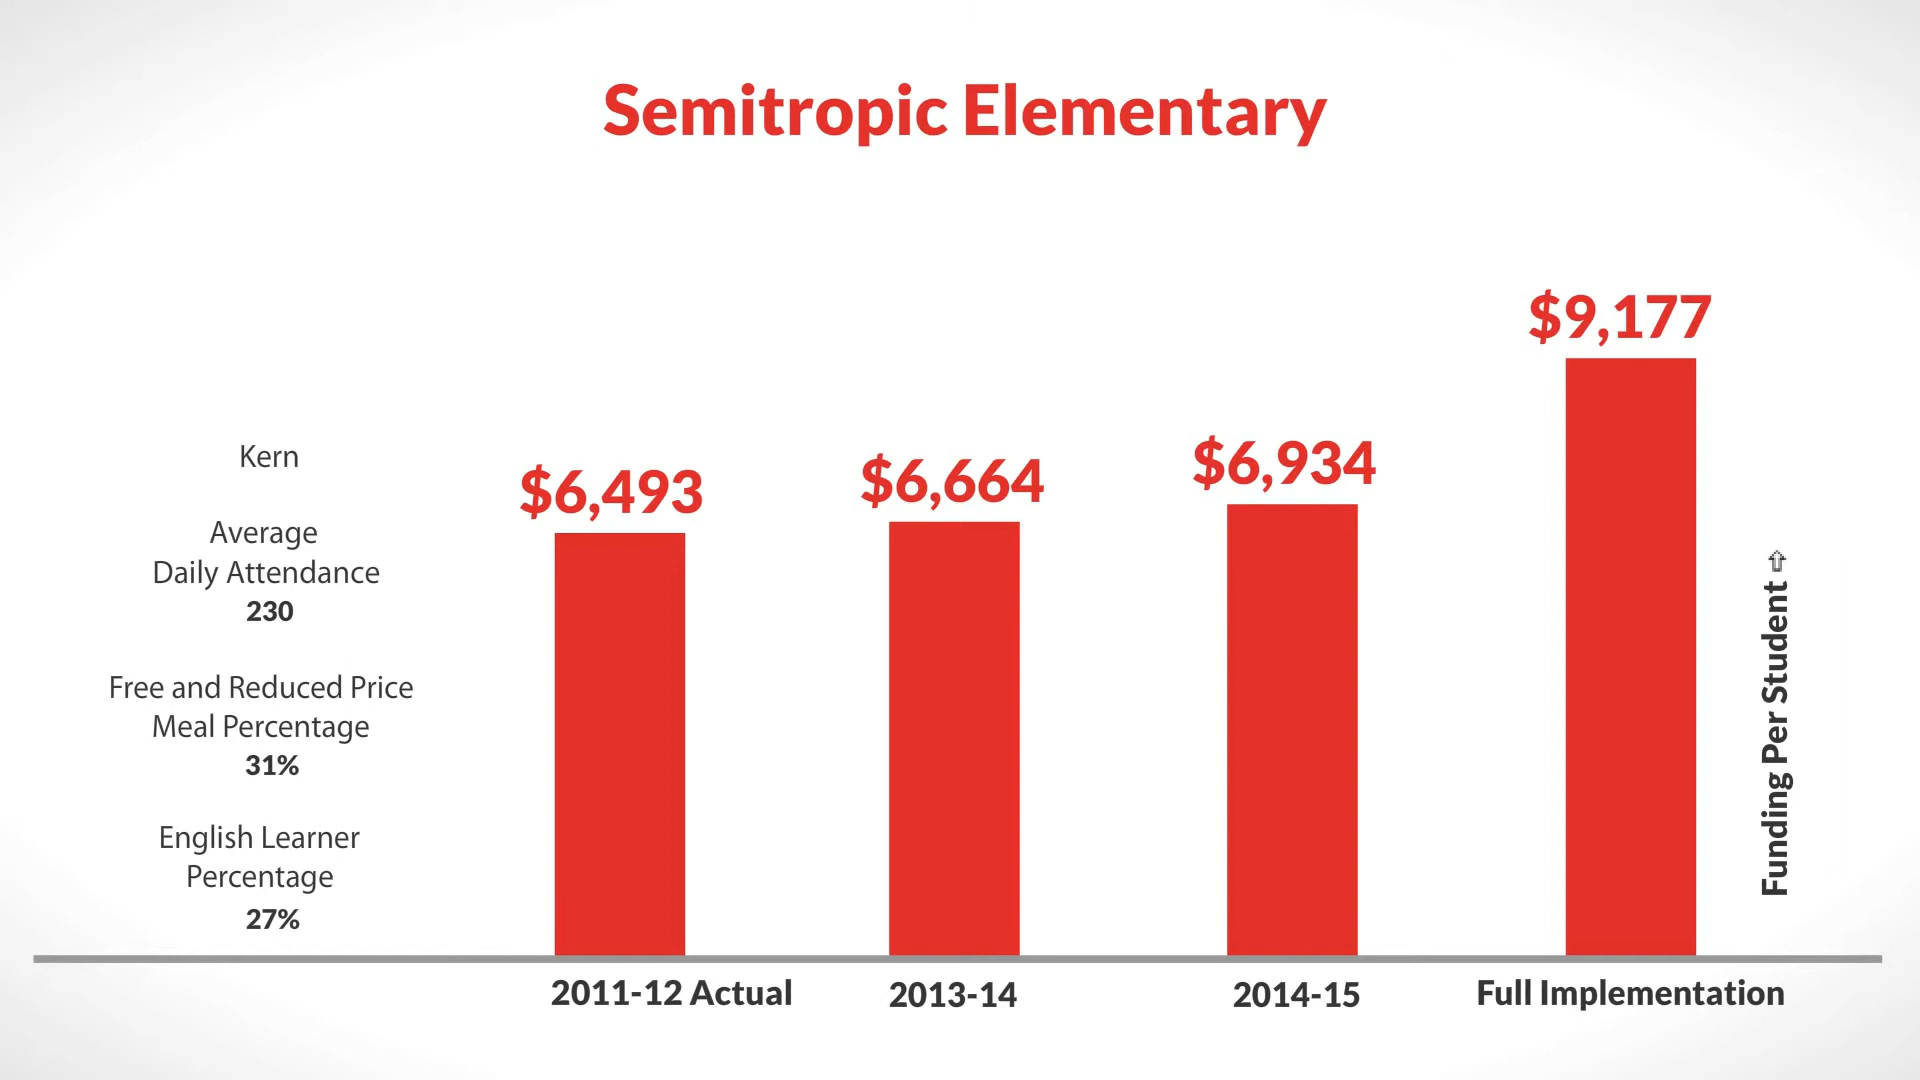 Semitropic Elementary
Kern
Average
Daily Attendance
230
Free and Reduced Price
Meal Percentage
31%
English Learner
Percentage
27%
$6,493
$6,664
$6,934
$9,177
2011-12 Actual
2013-14
2014-15
Full Implementation
Funding Per Student ⇧